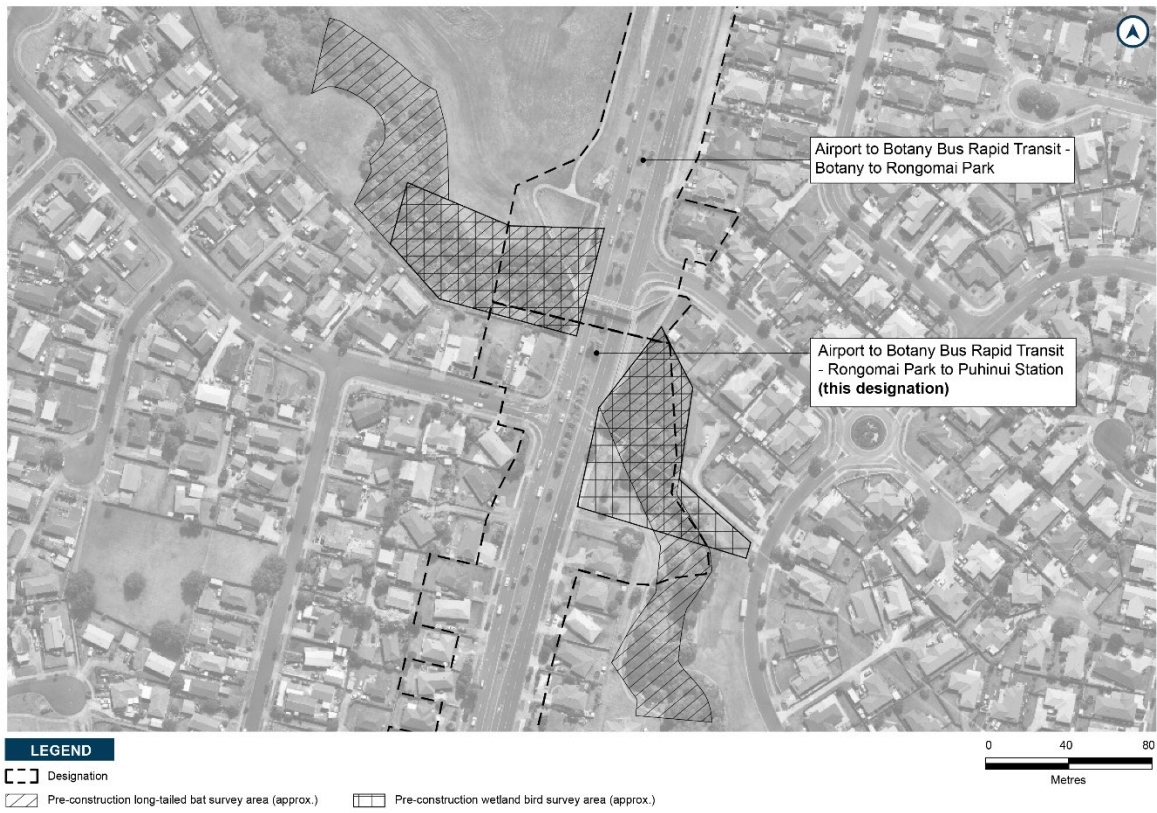 Airport to Botany Bus Rapid Transit -
Botany to Rongomai Park
Airport to Botany Bus Rapid Transit
- Rongomai Park to Puhinui Station
(this designation)
LEGEND
Designation
Pre-construction long-tailed bat survey area (approx.)
Pre-construction wetland bird survey area (approx.)
0 40 80
Metres